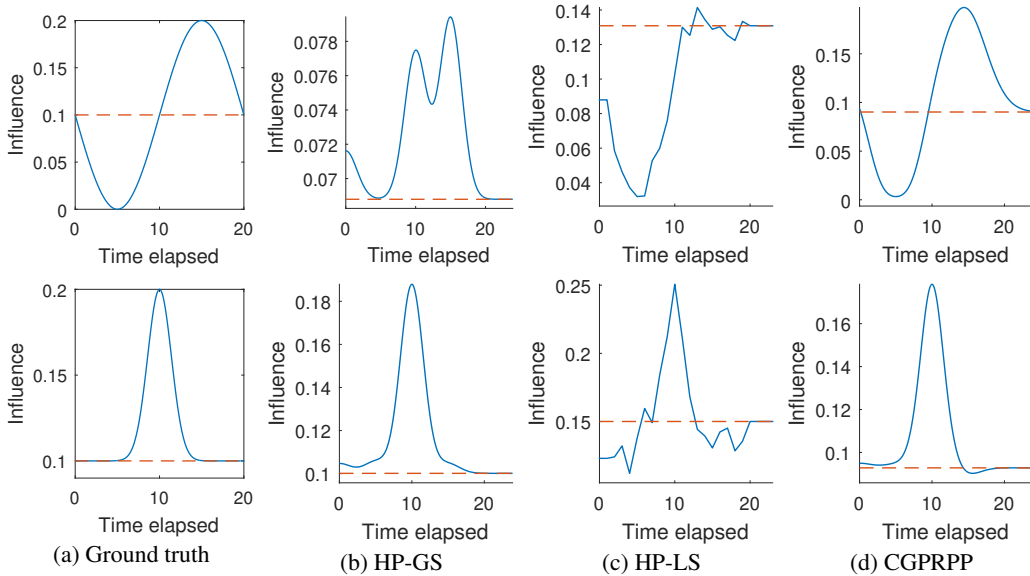 0.2
0.15
0.1
0.05
0
0
10
20
Influence
Time elapsed
0.078
0.076
0.074
0.072
0.07
0
10
20
Influence
Time elapsed
0.14
0.12
0.1
0.08
0.06
0.04
0
10
20
Influence
Time elapsed
0.15
0.1
0.05
0
0
10
20
Influence
Time elapsed
0.2
0.15
0.1
0
10
20
Influence
Time elapsed
0.18
0.16
0.14
0.12
0.1
0
10
20
Influence
Time elapsed
0.25
0.2
0.15
0
10
20
Influence
Time elapsed
0.16
0.14
0.12
0.1
0
10
20
Influence
Time elapsed
(a) Ground truth
(b) HP-GS
(c) HP-LS
(d) CGPRPP